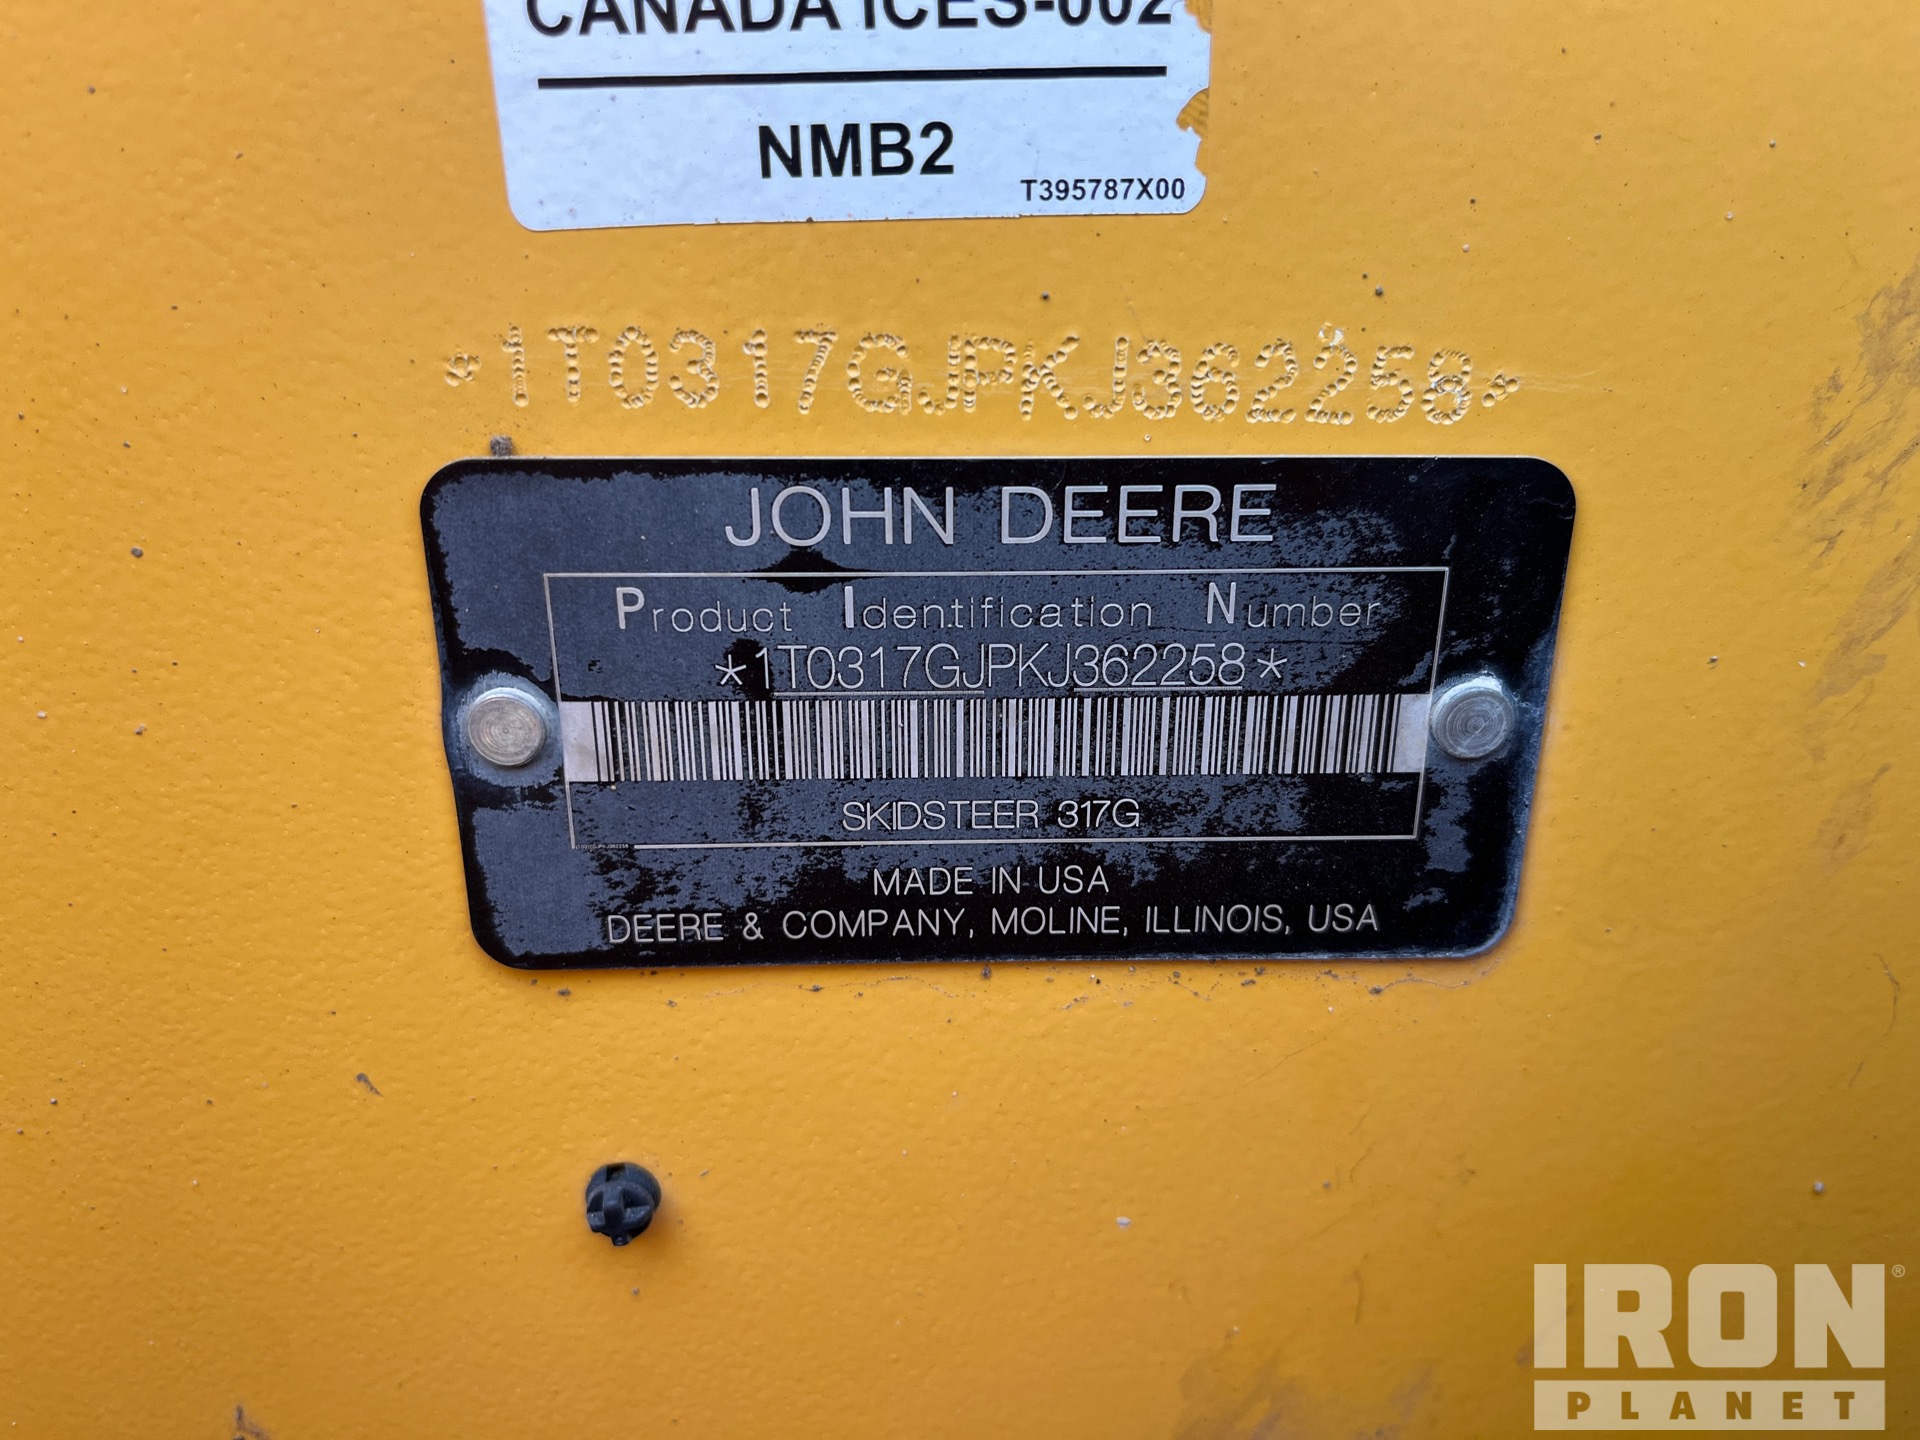 CANADA ICES-002
NMB2
T395787X00
*1T0317GJPKJ362258*
JOHN DEERE
Product Identification Number
*1T0317GJPKJ362258*
SKIDSTEER 317G
MADE IN USA
DEERE & COMPANY, MOLINE, ILLINOIS, USA
IRON®
PLANET